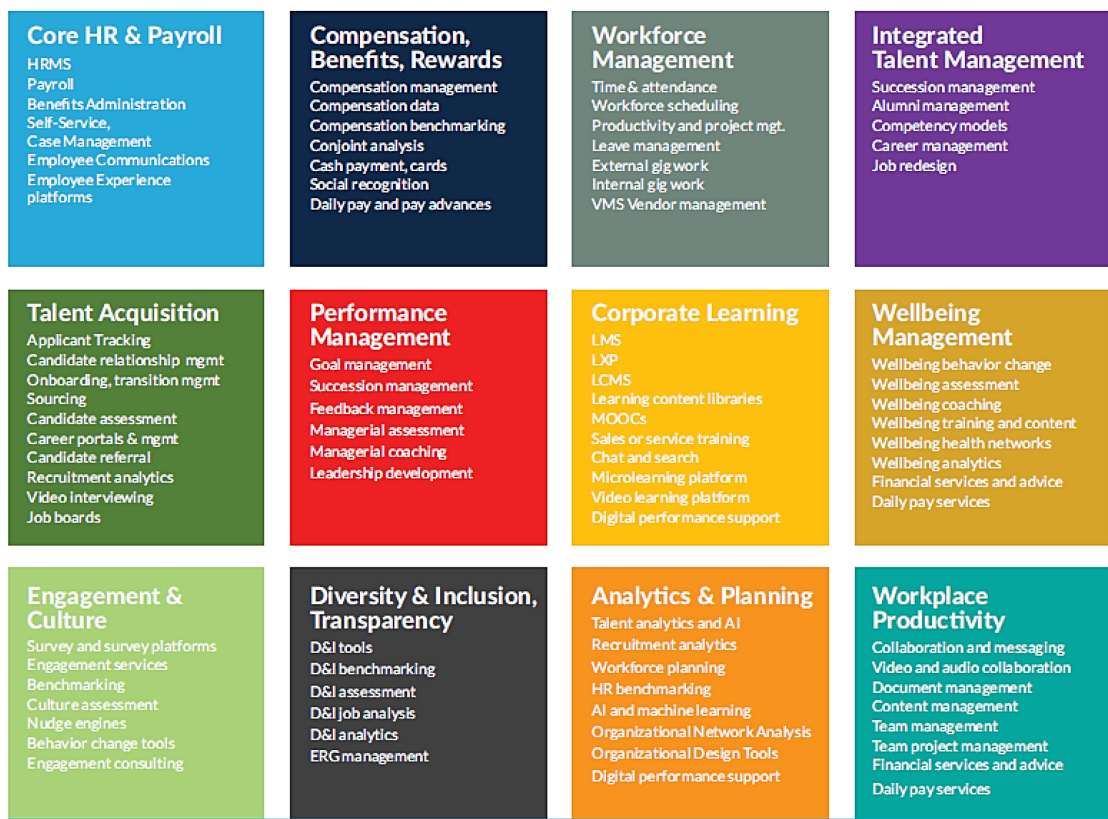 Core HR & Payroll
HRMS
Payroll
Benefits Administration
Self-Service,
Case Management
Employee Communications
Employee Experience
platforms
Compensation,
Benefits, Rewards
Compensation management
Compensation data
Compensation benchmarking
Conjoint analysis
Cash payment, cards
Social recognition
Daily pay and pay advances
Workforce
Management
Time & attendance
Workforce scheduling
Productivity and project mgt.
Leave management
External gig work
Internal gig work
VMS Vendor management
Integrated
Talent Management
Succession management
Alumni management
Competency models
Career management
Job redesign
Talent Acquisition
Applicant Tracking
Candidate relationship mgmt
Onboarding, transition mgmt
Sourcing
Candidate assessment
Career portals & mgmt
Candidate referral
Recruitment analytics
Video interviewing
Job boards
Performance
Management
Goal management
Succession management
Feedback management
Managerial assessment
Managerial coaching
Leadership development
Corporate Learning
LMS
LXP
LCMS
Learning content libraries
MOOCs
Sales or service training
Chat and search
Microlearning platform
Video learning platform
Digital performance support
Wellbeing
Management
Wellbeing behavior change
Wellbeing assessment
Wellbeing coaching
Wellbeing training and content
Wellbeing health networks
Wellbeing analytics
Financial services and advice
Daily pay services
Engagement &
Culture
Survey and survey platforms
Engagement services
Benchmarking
Culture assessment
Nudge engines
Behavior change tools
Engagement consulting
Diversity & Inclusion,
Transparency
D&I tools
D&I benchmarking
D&I assessment
D&I job analysis
D&I analytics
ERG management
Analytics & Planning
Talent analytics and AI
Recruitment analytics
Workforce planning
HR benchmarking
AI and machine learning
Organizational Network Analysis
Organizational Design Tools
Digital performance support
Workplace
Productivity
Collaboration and messaging
Video and audio collaboration
Document management
Content management
Team management
Team project management
Financial services and advice
Daily pay services